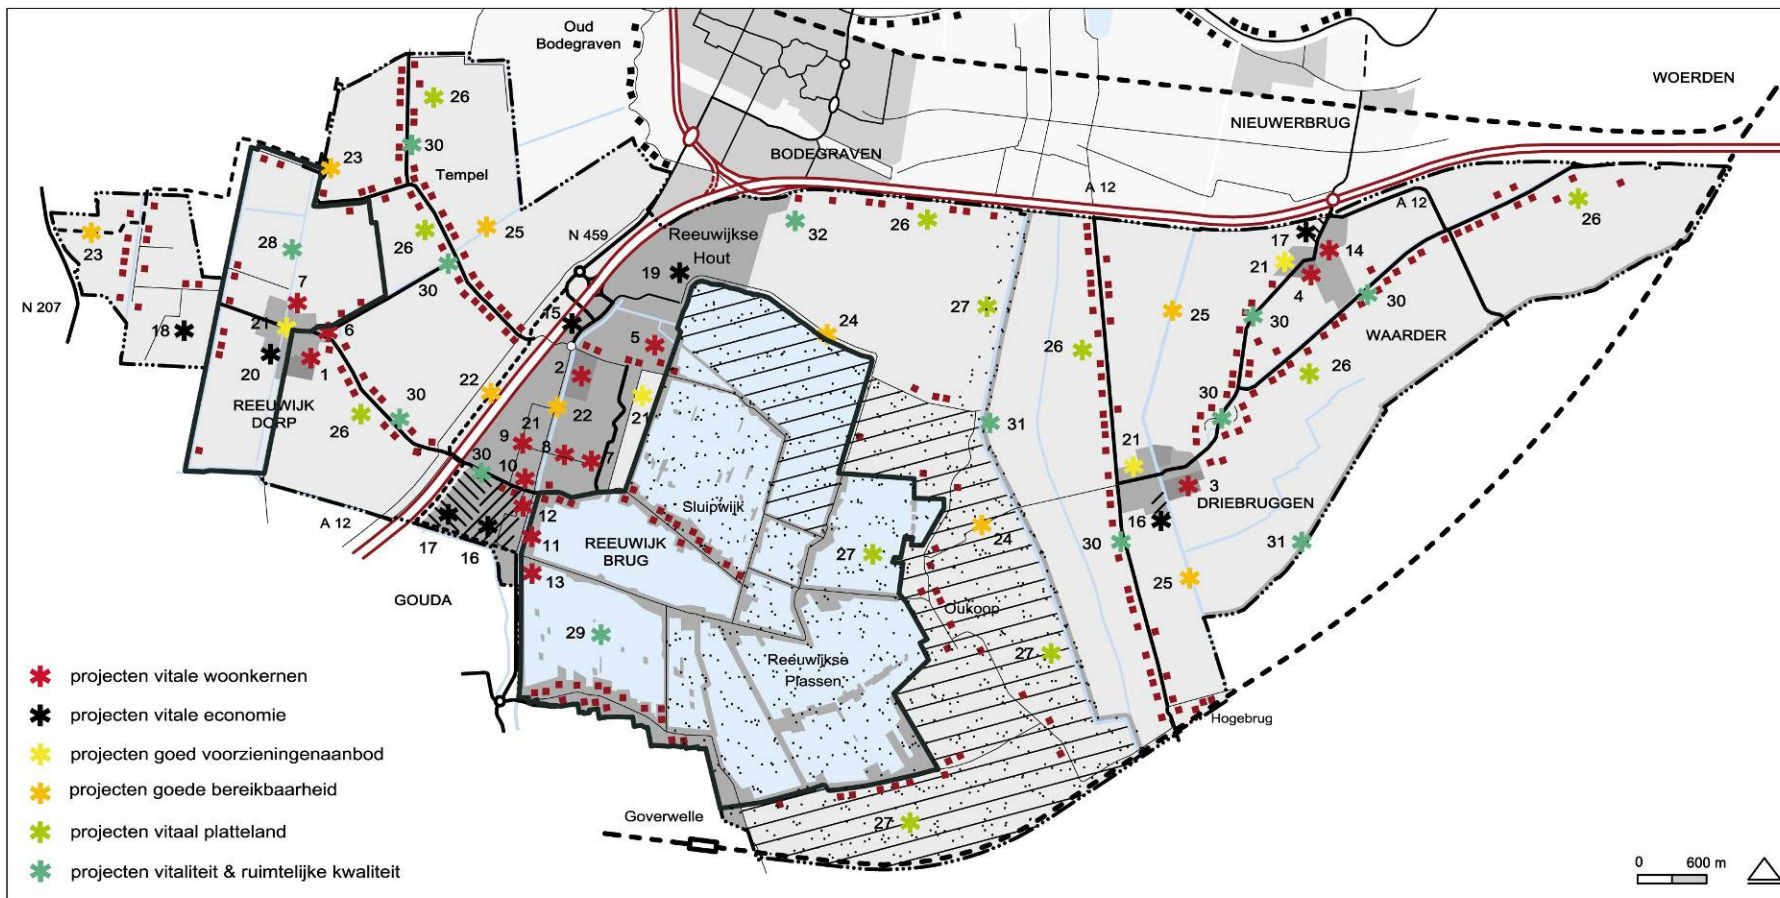 Oud
Bodegraven
WOERDEN
26
NIEUWERBRUG
30
BODEGRAVEN
23
Tempel
A 12
A 12
26
23
28
26
25
N 459
32
26
Reeuwijkse
Hout
17
14
21
19
4
30
7
30
N 207
18
21
6
15
5
24
27
25
30
WAARDER
20
1
2
26
26
22
30
REEUWIJK
DORP
26
21
22
21
30
31
9
8
7
21
30
10
3
DRIEBRUGGEN
Sluipwijk
A 12
12
16
17
16
11
REEUWIJK
BRUG
27
24
30
31
13
25
GOUDA
Oukoop
29
27
Reeuwijkse
Plassen
Hogebrug
projecten vitale woonkernen
projecten vitale economie
projecten goed voorzieningenaanbod
projecten goede bereikbaarheid
projecten vitaal platteland
projecten vitaliteit & ruimtelijke kwaliteit
Goverwelle
27
0 600 m